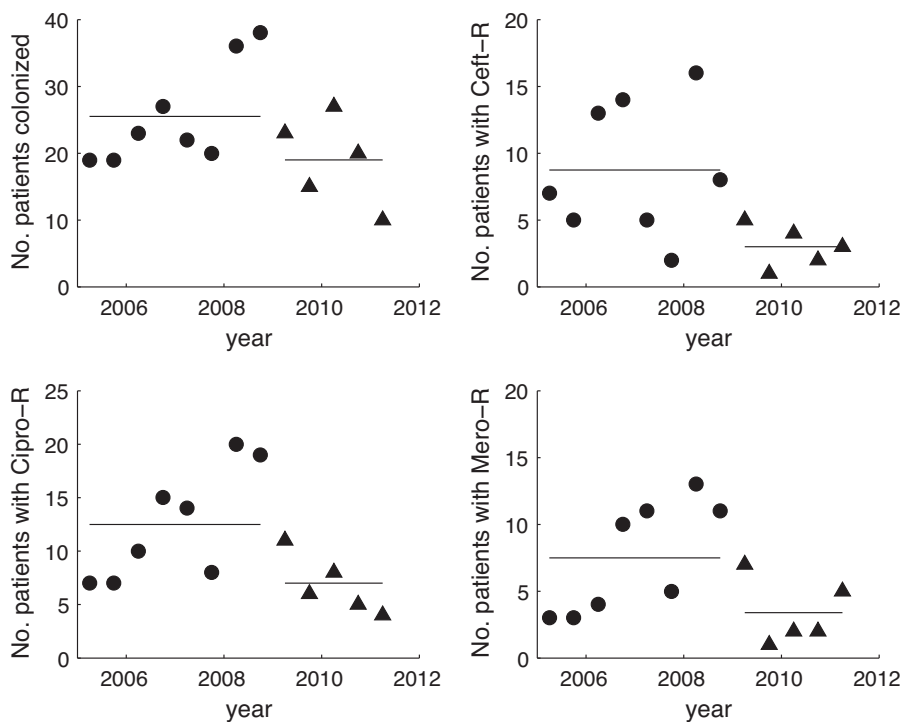 No. patients colonized
40
30
20
10
0
2006 2008 2010 2012
year
No. patients with Ceft−R
20
15
10
5
0
2006 2008 2010 2012
year
No. patients with Cipro−R
25
20
15
10
5
0
2006 2008 2010 2012
year
No. patients with Mero−R
20
15
10
5
0
2006 2008 2010 2012
year